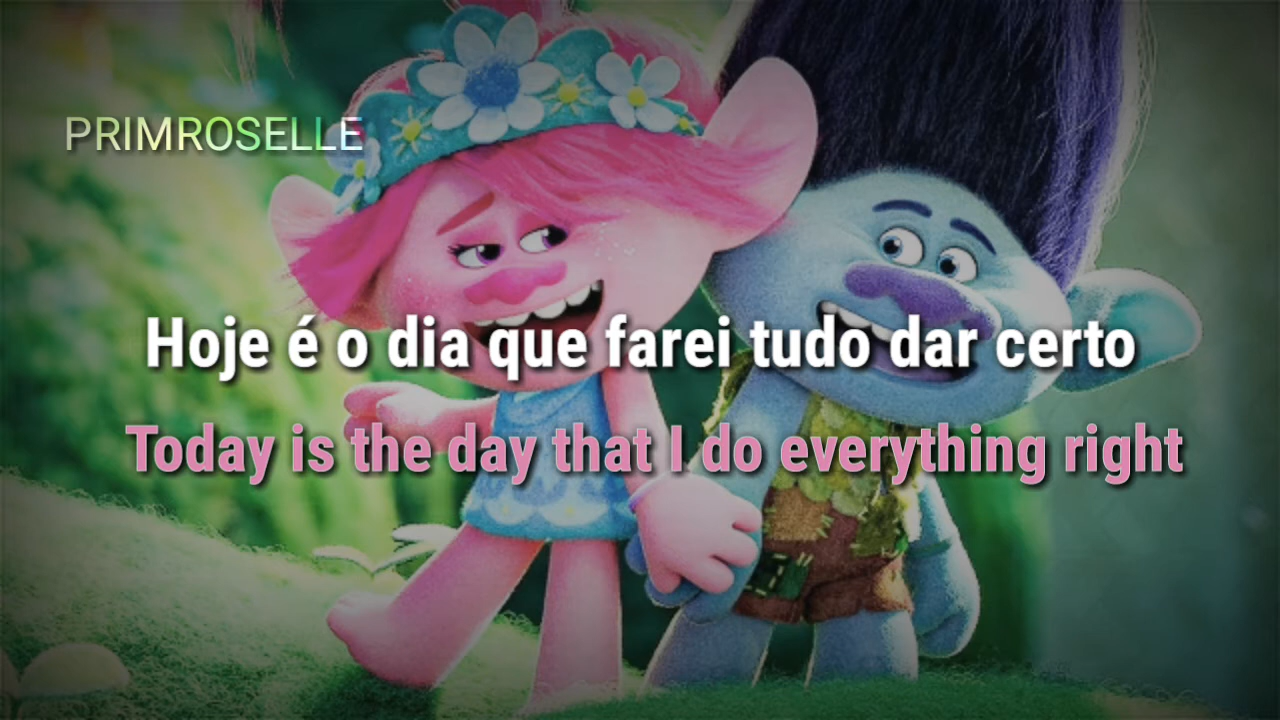 PRIMROSELLE
Hoje é o dia que farei tudo dar certo
Today is the day that I do everything right